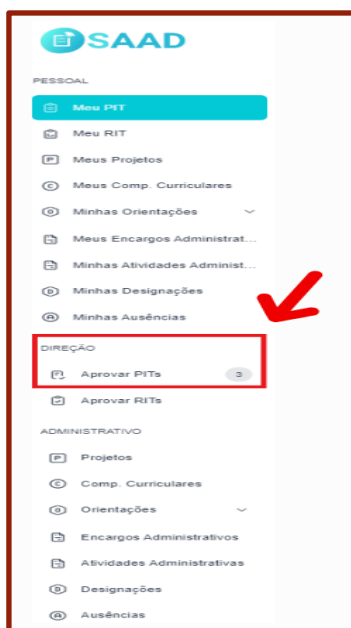 SAAD
PESSOAL
Meu PIT
Meu RIT
P Meus Projetos
C Meus Comp. Curriculares
O Minhas Orientações
Meus Encargos Administrat...
Minhas Atividades Administ...
D Minhas Designações
A Minhas Ausências
DIREÇÃO
Aprovar PITs 3
Aprovar RITs
ADMINISTRATIVO
P Projetos
C Comp. Curriculares
O Orientações
Encargos Administrativos
Atividades Administrativas
D Designações
A Ausências